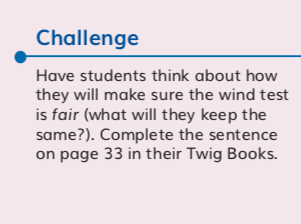 Challenge
Have students think about how
they will make sure the wind test
is fair (what will they keep the
same?). Complete the sentence
on page 33 in their Twig Books.